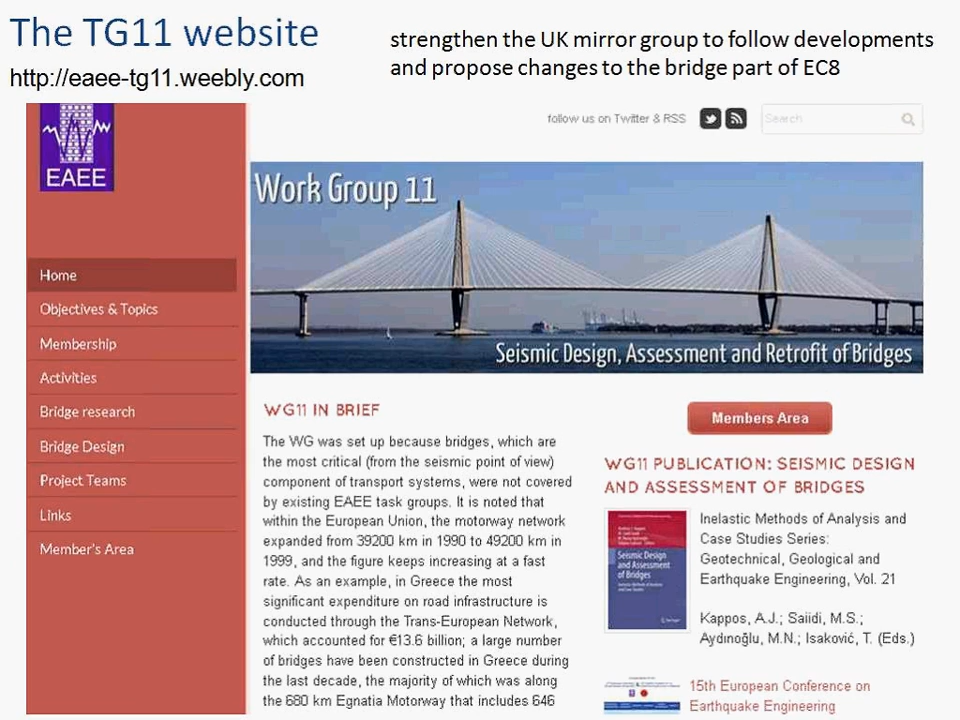 The TG11 website
http://eaee-tg11.weebly.com
strengthen the UK mirror group to follow developments
and propose changes to the bridge part of EC8
EAEE
follow us on Twitter & RSS
Search
Home
Objectives & Topics
Membership
Activities
Bridge research
Bridge Design
Project Teams
Links
Member's Area
Work Group 11
Seismic Design, Assessment and Retrofit of Bridges
WG11 IN BRIEF
The WG was set up because bridges, which are
the most critical (from the seismic point of view)
component of transport systems, were not covered
by existing EAEE task groups. It is noted that
within the European Union, the motorway network
expanded from 39200 km in 1990 to 49200 km in
1999, and the figure keeps increasing at a fast
rate. As an example, in Greece the most
significant expenditure on road infrastructure is
conducted through the Trans-European Network,
which accounted for €13.6 billion; a large number
of bridges have been constructed in Greece during
the last decade, the majority of which was along
the 680 km Egnatia Motorway that includes 646
Members Area
WG11 PUBLICATION: SEISMIC DESIGN
AND ASSESSMENT OF BRIDGES
Seismic Design
and Assessment
of Bridges
Springer
Inelastic Methods of Analysis and
Case Studies Series:
Geotechnical, Geological and
Earthquake Engineering, Vol. 21
Kappos, A.J.; Saiidi, M.S.;
Aydınoğlu, M.N.; Isaković, T. (Eds.)
15th European Conference on
Earthquake Engineering